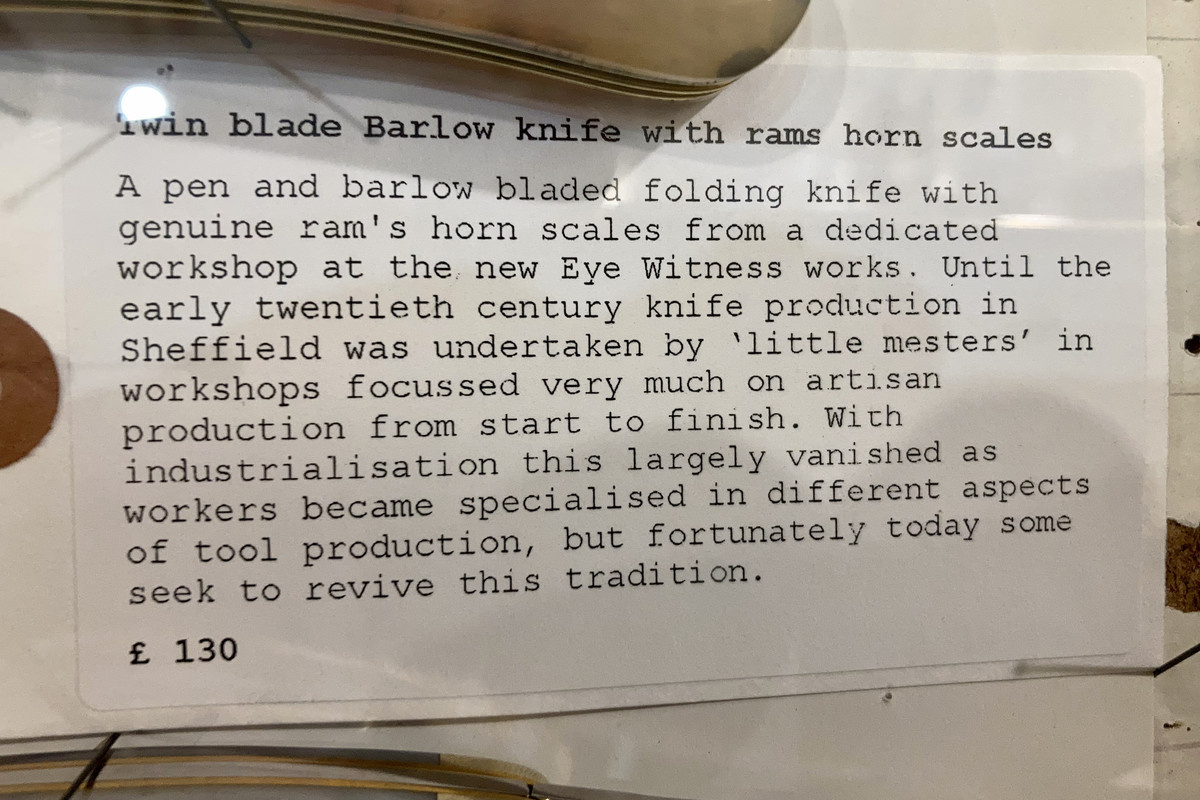 Twin blade Barlow knife with rams horn scales
A pen and barlow bladed folding knife with
genuine ram's horn scales from a dedicated
workshop at the new Eye Witness works. Until the
early twentieth century knife production in
Sheffield was undertaken by ‛little mesters’ in
workshops focussed very much on artisan
production from start to finish. With
industrialisation this largely vanished as
workers became specialised in different aspects
of tool production, but fortunately today some
seek to revive this tradition.
£ 130